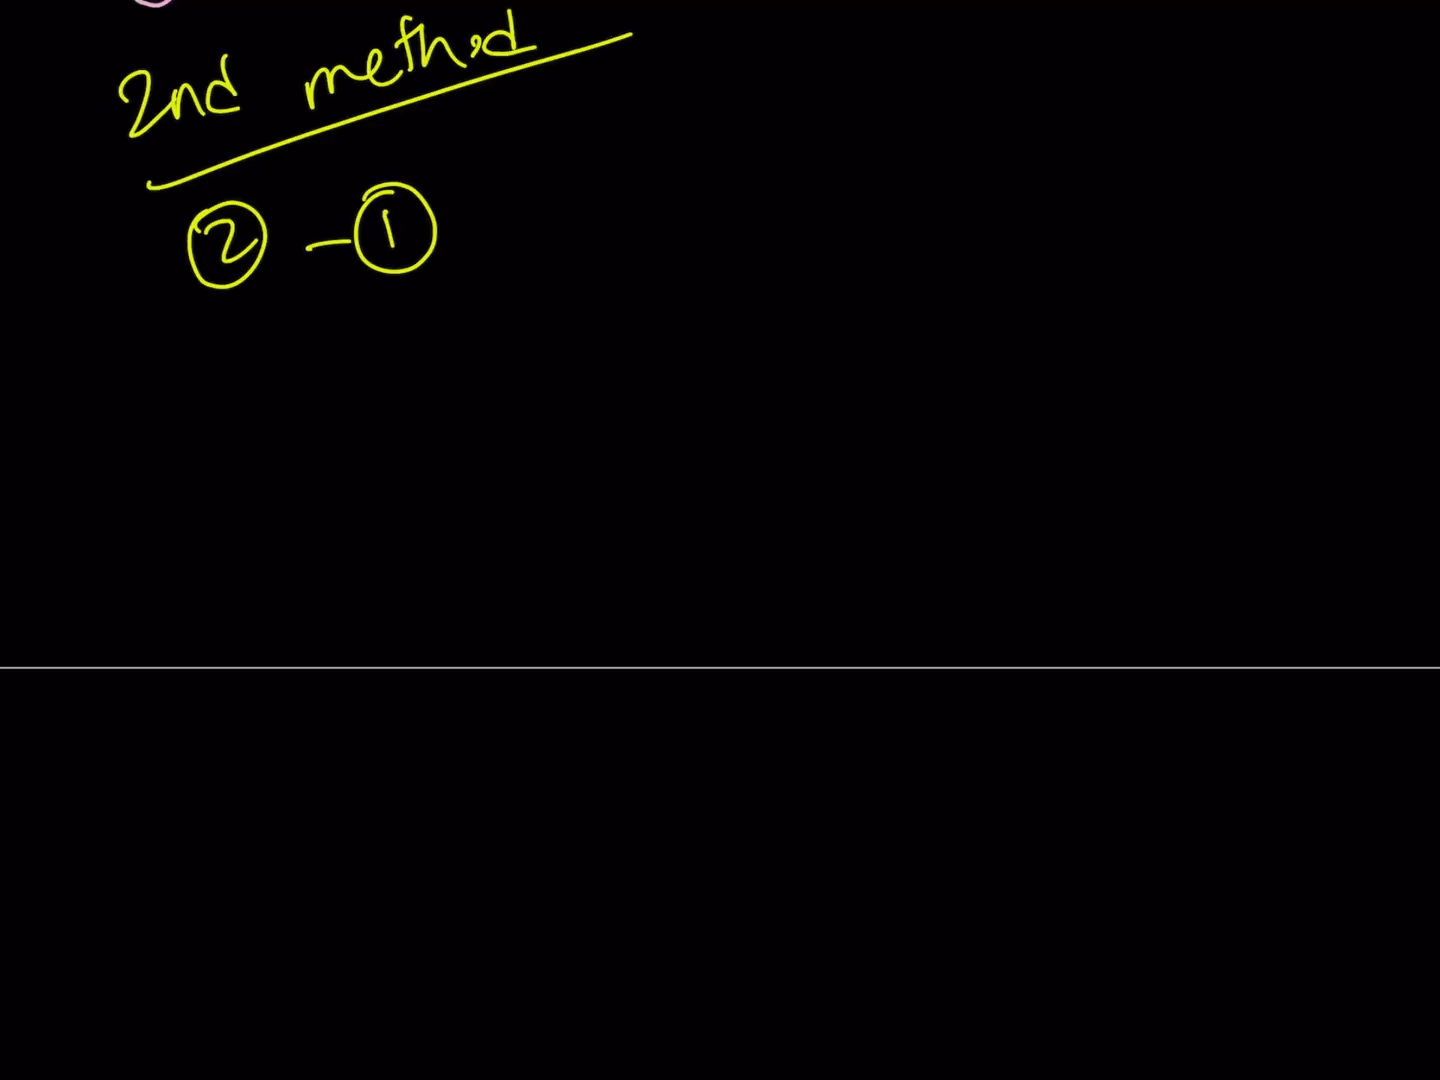 2nd method
② - ①